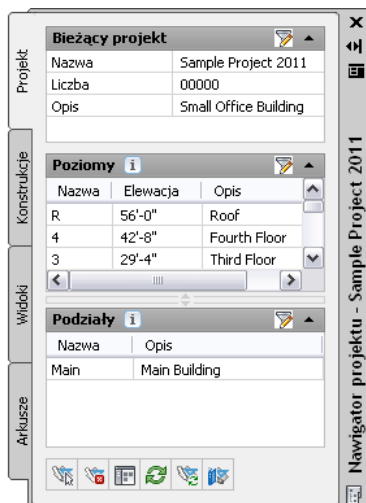 Bieżący projekt
Nazwa Sample Project 2011
Liczba 00000
Opis Small Office Building
Poziomy i
Nazwa Elewacja Opis
R 56'-0" Roof
4 42'-8" Fourth Floor
3 29'-4" Third Floor
Podziały i
Nazwa Opis
Main Main Building
Projekt
Konstrukcje
Widoki
Arkusze
Nawigator projektu - Sample Project 2011